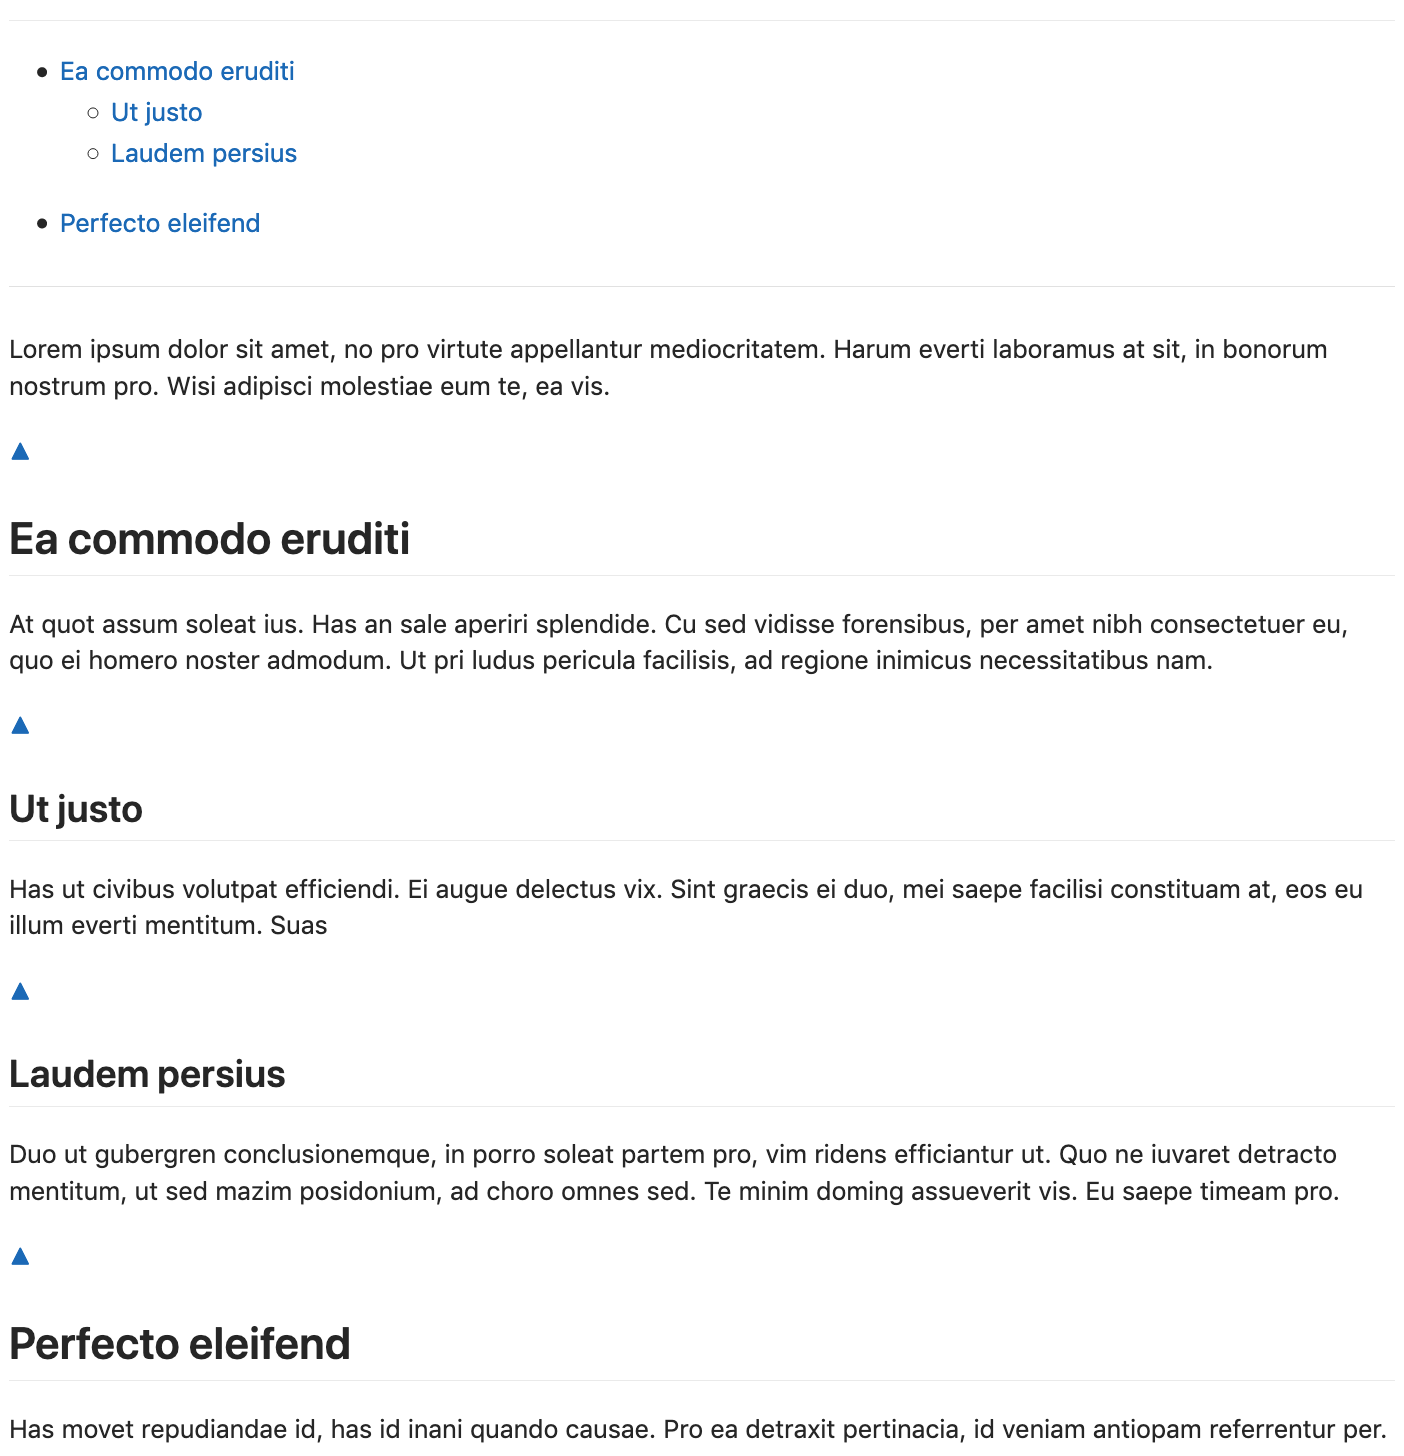 Ea commodo eruditi
Ut justo
Laudem persius
Perfecto eleifend
Lorem ipsum dolor sit amet, no pro virtute appellantur mediocritatem. Harum everti laboramus at sit, in bonorum
nostrum pro. Wisi adipisci molestiae eum te, ea vis.
▲
Ea commodo eruditi
At quot assum soleat ius. Has an sale aperiri splendide. Cu sed vidisse forensibus, per amet nibh consectetuer eu,
quo ei homero noster admodum. Ut pri ludus pericula facilisis, ad regione inimicus necessitatibus nam.
▲
Ut justo
Has ut civibus volutpat efficiendi. Ei augue delectus vix. Sint graecis ei duo, mei saepe facilisi constituam at, eos eu
illum everti mentitum. Suas
▲
Laudem persius
Duo ut gubergren conclusionemque, in porro soleat partem pro, vim ridens efficiantur ut. Quo ne iuvaret detracto
mentitum, ut sed mazim posidonium, ad choro omnes sed. Te minim doming assueverit vis. Eu saepe timeam pro.
▲
Perfecto eleifend
Has movet repudiandae id, has id inani quando causae. Pro ea detraxit pertinacia, id veniam antiopam referrentur per.